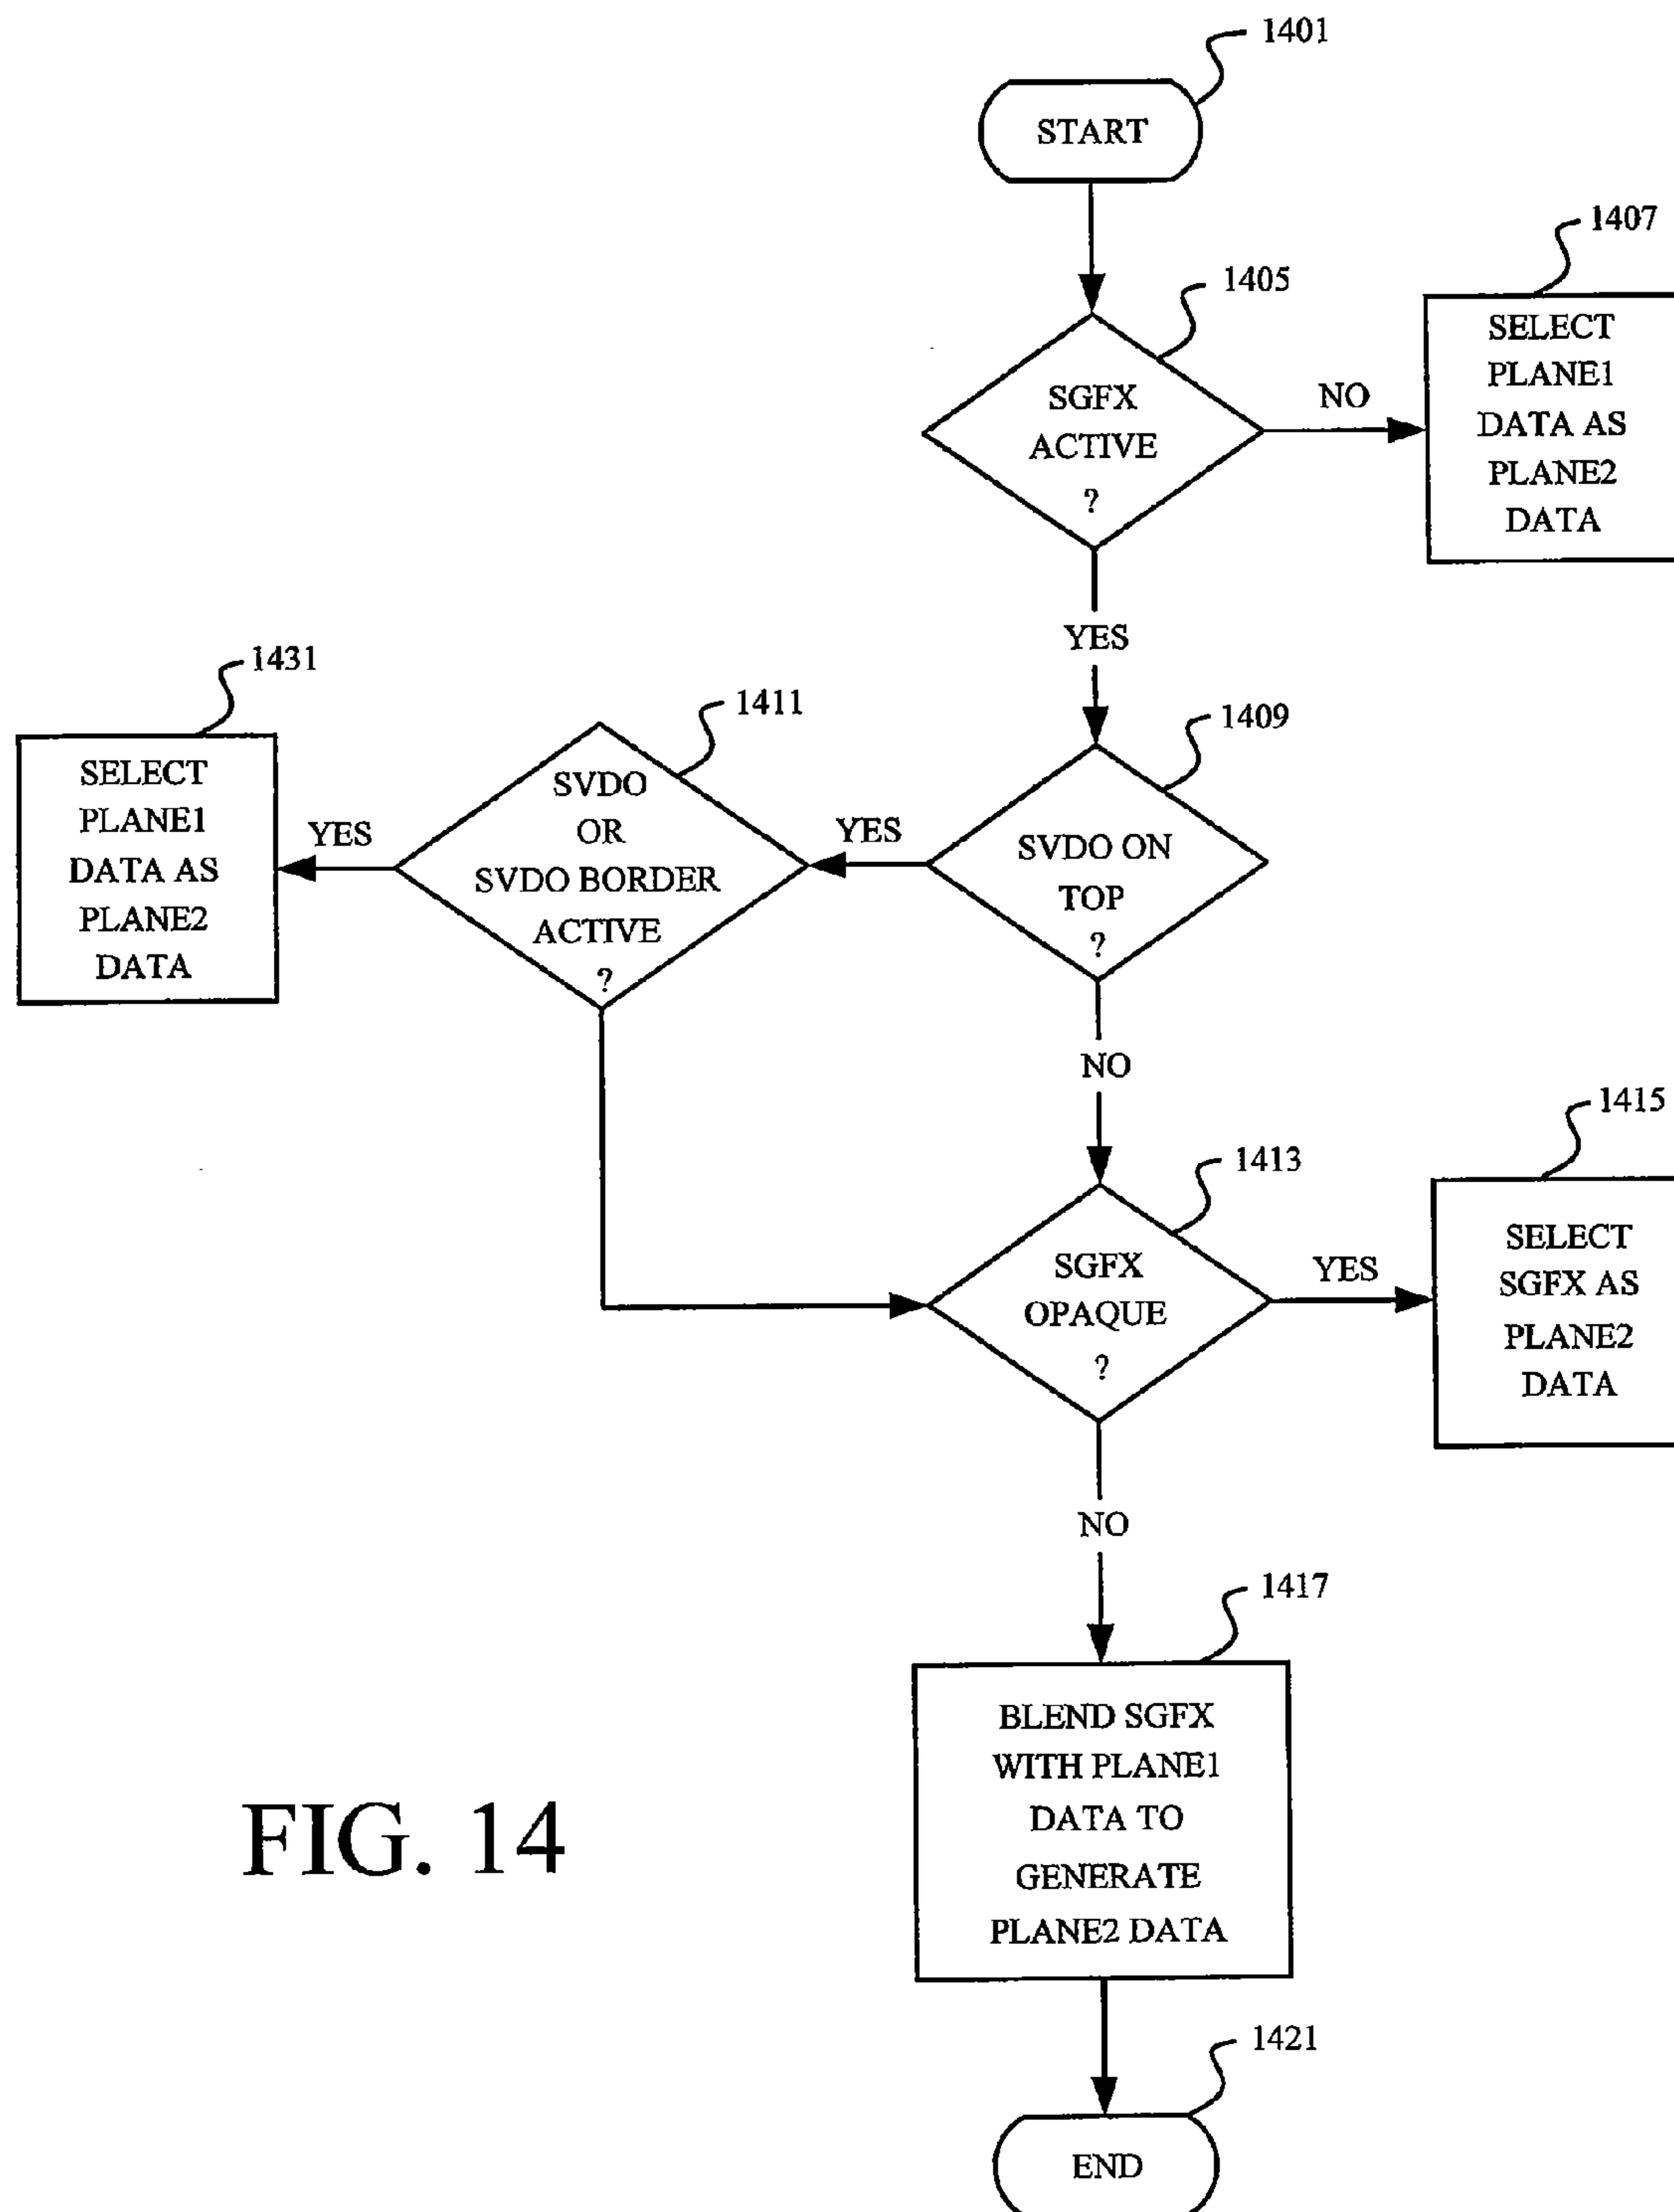 1401
START
1407
1405
SELECT
PLANE1
DATA AS
PLANE2
DATA
SGFX
ACTIVE
?
NO
YES
1431
1411
1409
SELECT
PLANE1
DATA AS
PLANE2
DATA
YES
SVDO
OR
SVDO BORDER
ACTIVE
?
YES
SVDO ON
TOP
?
NO
1415
1413
SGFX
OPAQUE
?
YES
SELECT
SGFX AS
PLANE2
DATA
NO
1417
BLEND SGFX
WITH PLANE1
DATA TO
GENERATE
PLANE2 DATA
FIG. 14
1421
END